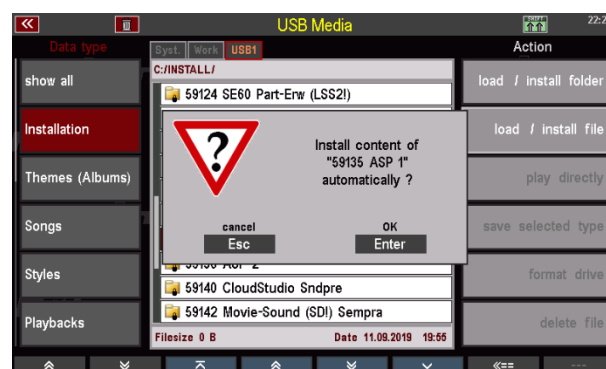 USB Media
SHIFT
22:2
Data type
Syst.
Work
USB1
Action
C:/INSTALL/
show all
Installation
Themes (Albums)
Songs
Styles
Playbacks
59124 SE60 Part-Erw (LSS2!)
Install content of
"59135 ASP 1"
automatically ?
cancel
Esc
OK
Enter
59140 CloudStudio Sndpre
59142 Movie-Sound (SD!) Sempra
Filesize 0 B
Date 11.09.2019 19:55
load / install folder
load / install file
play directly
save selected type
format drive
delete file
«==
---